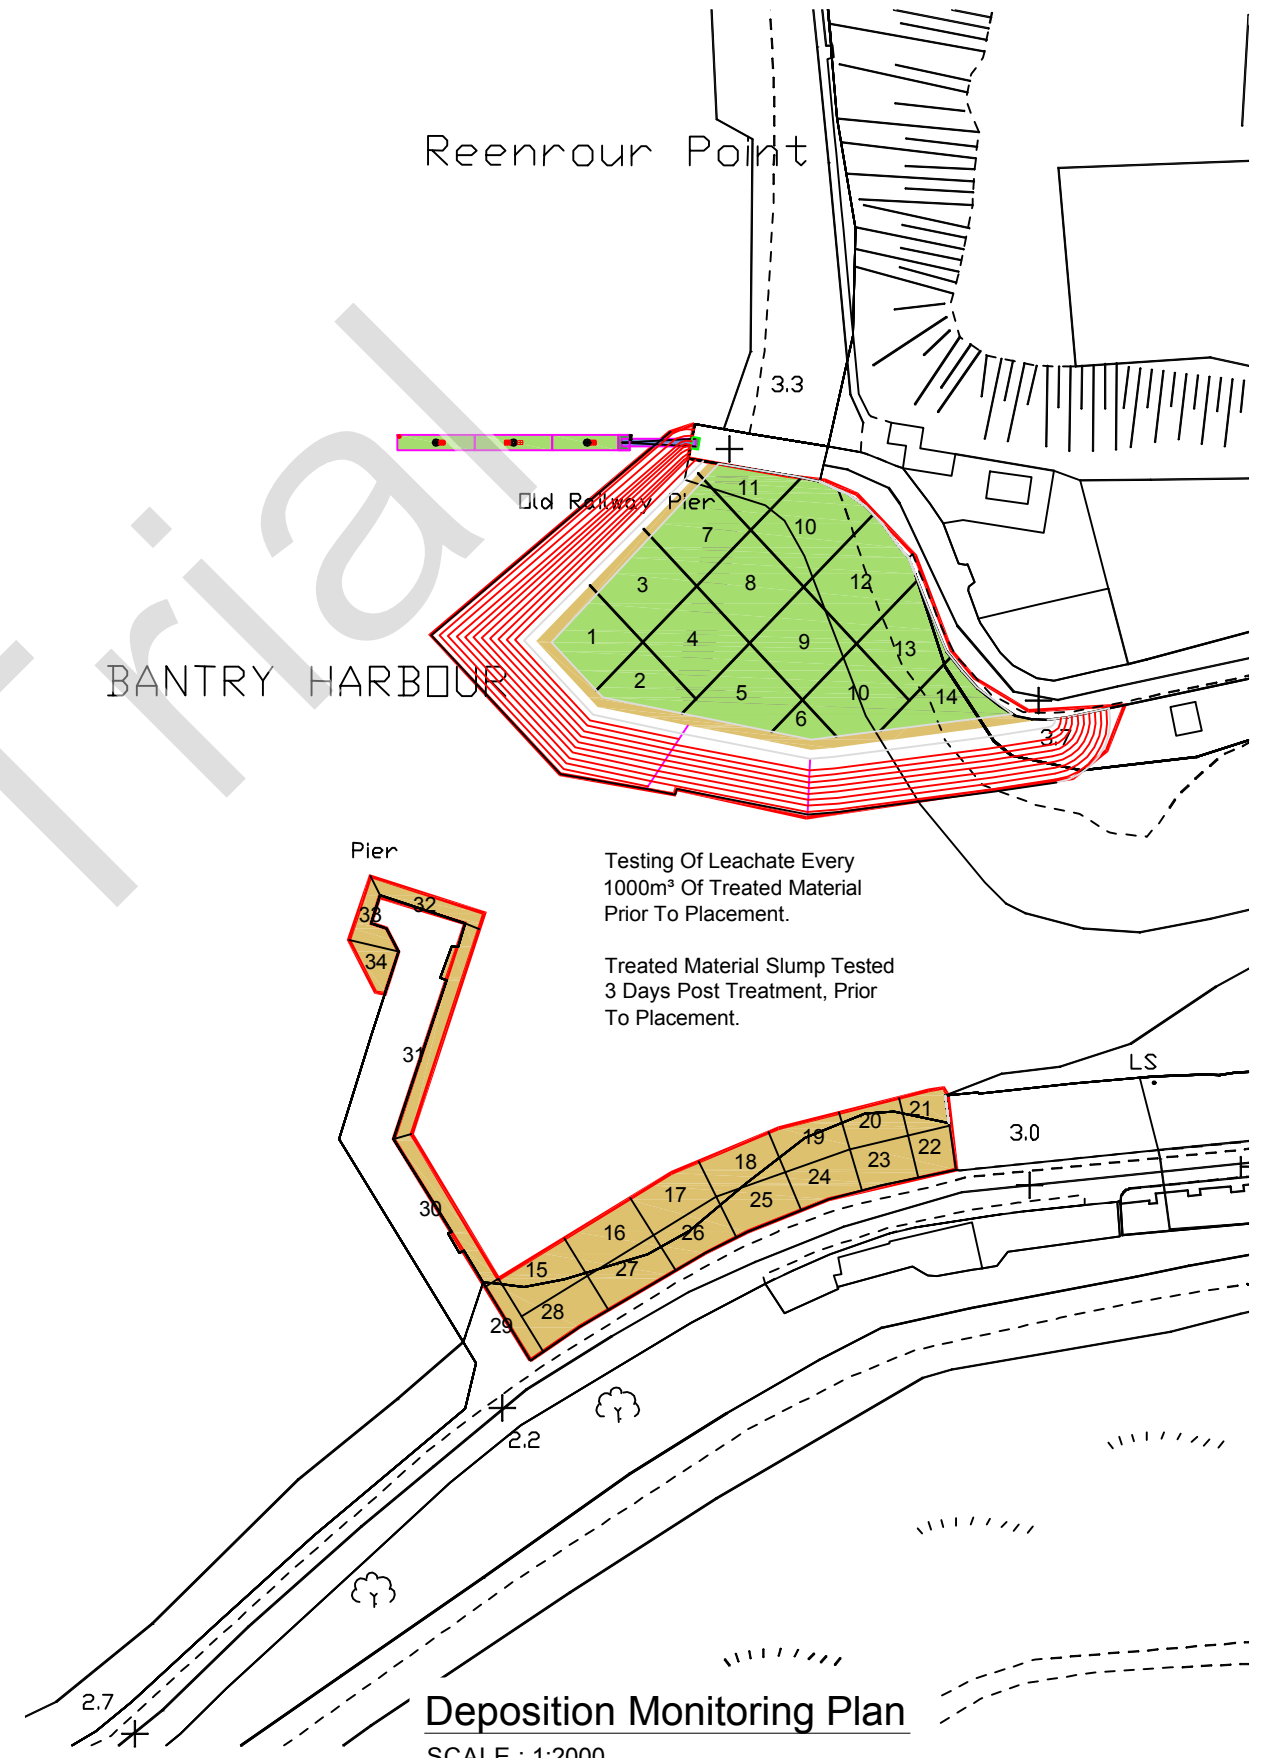 Reenrour Point
3.3
Old Railway Pier
11
10
7
12
3
8
1
4
9
13
2
5
10
14
6
3.7
BANTRY HARBOUR
Trial
Pier
Testing Of Leachate Every
1000m³ Of Treated Material
Prior To Placement.
Treated Material Slump Tested
3 Days Post Treatment, Prior
To Placement.
32
33
34
31
30
29
LS
3.0
21
20
19
22
18
23
24
17
25
16
26
15
27
28
2.2
2.7
Deposition Monitoring Plan
SCALE : 1:2000